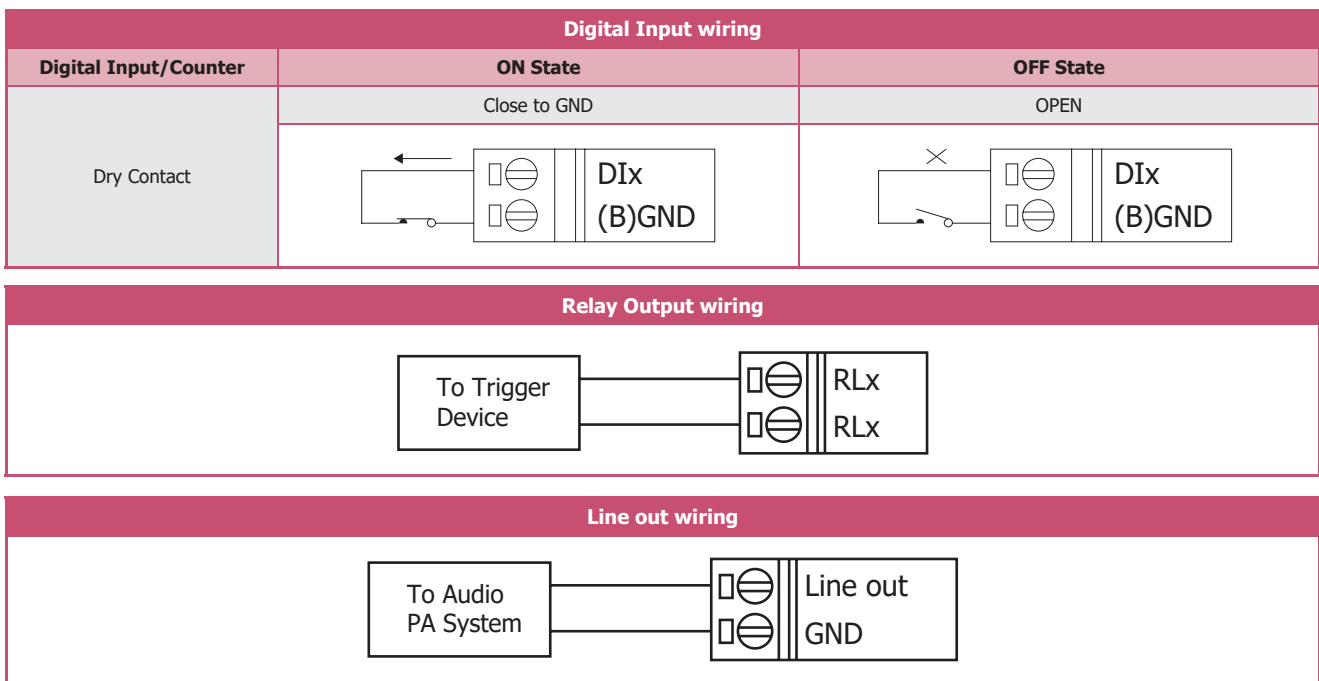 Digital Input wiring
Digital Input/Counter ON State OFF State
Dry Contact
Close to GND OPEN
DIx
(B)GND
DIx
(B)GND
Relay Output wiring
To Trigger
Device
RLx
RLx
Line out wiring
To Audio
PA System
Line out
GND